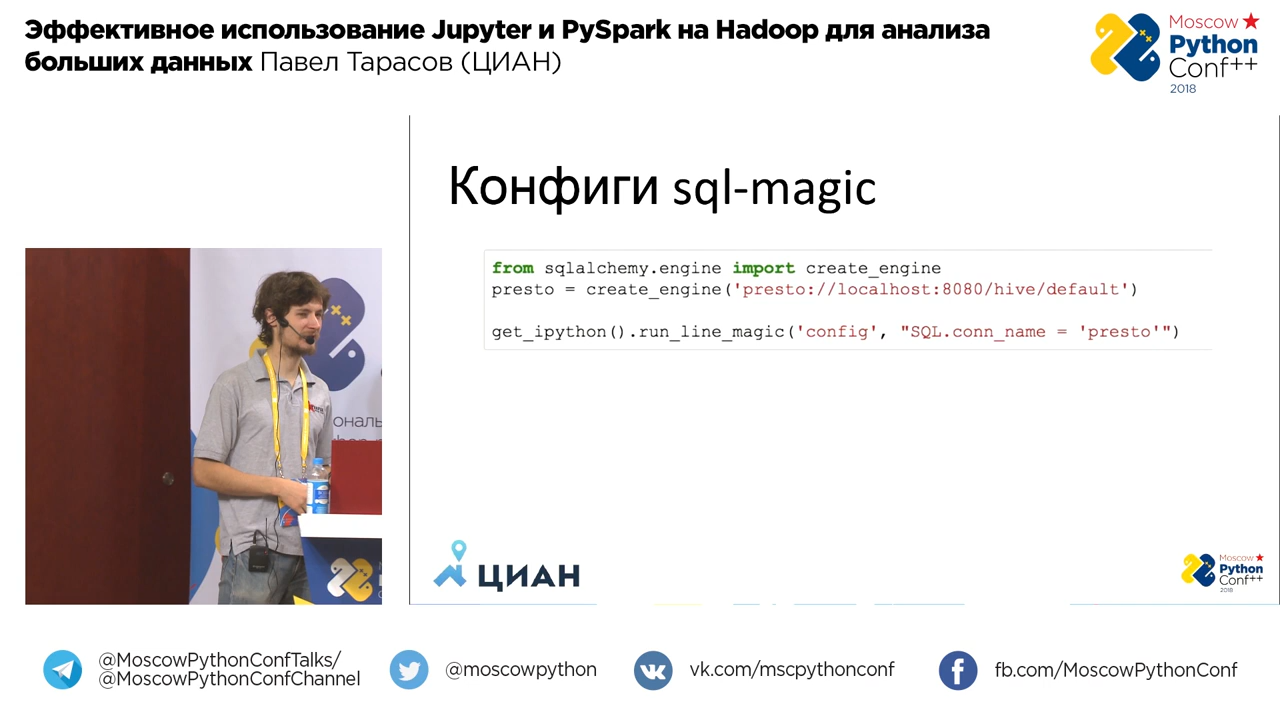 Эффективное использование Jupyter и PySpark на Hadoop для анализа
больших данных Павел Тарасов (ЦИАН)
Moscow
Python
Conf++
2018
Конфиги sql-magic
from sqlalchemy.engine import create_engine
presto = create_engine('presto://localhost:8080/hive/default')
get_ipython().run_line_magic('config', "SQL.conn_name = 'presto'")
ональ
ЦИАН
Moscow
Python
Conf++
2018
@MoscowPythonConfTalks/
@MoscowPythonConfChannel
@moscowpython
vk.com/mscpythonconf
fb.com/MoscowPythonConf